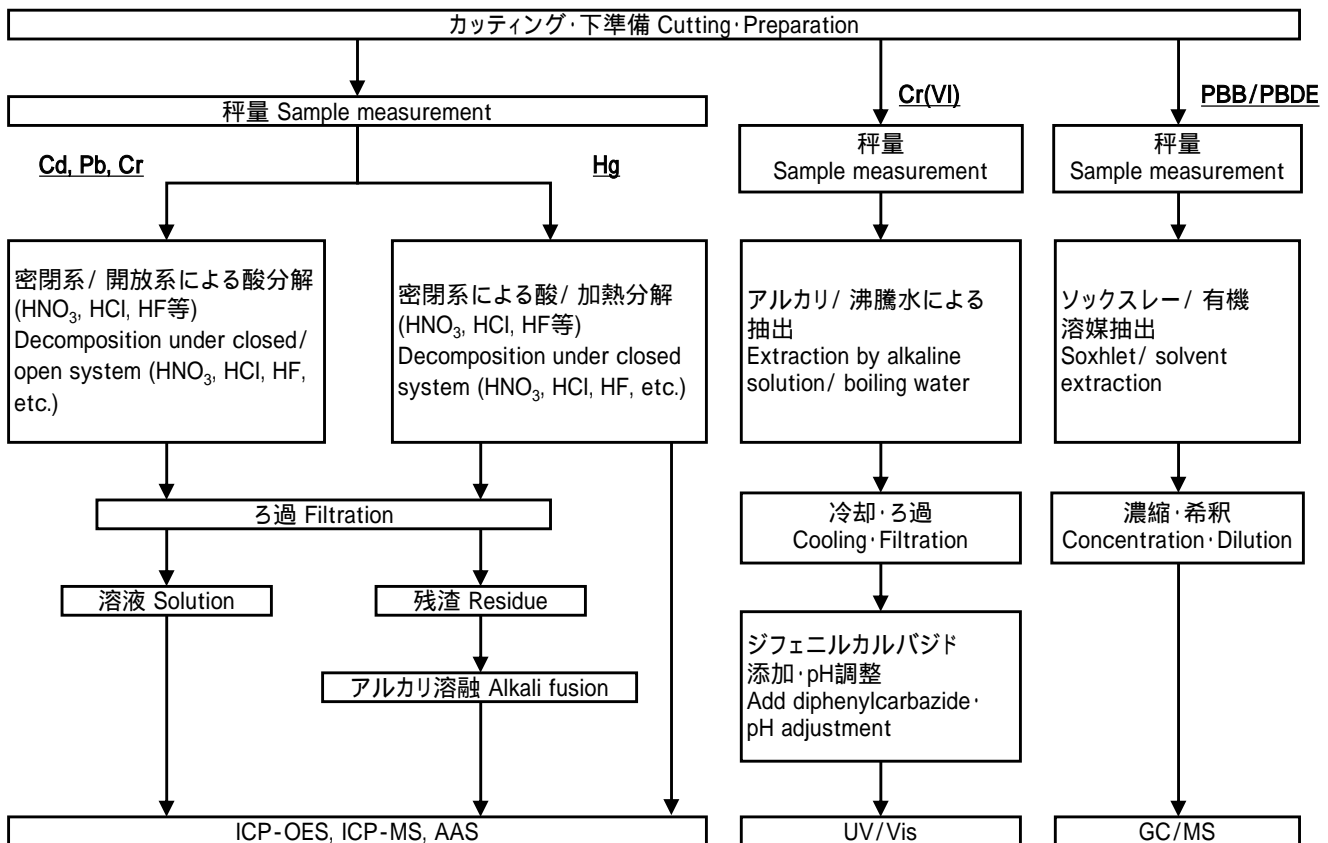 カッティング･下準備 Cutting･Preparation
秤量 Sample measurement
Cd, Pb, Cr
Hg
Cr(VI)
PBB/PBDE
秤量
Sample measurement
秤量
Sample measurement
密閉系/ 開放系による酸分解
(HNO₃, HCl, HF等)
Decomposition under closed/
open system (HNO₃, HCl, HF,
etc.)
密閉系による酸/ 加熱分解
(HNO₃, HCl, HF等)
Decomposition under closed
system (HNO₃, HCl, HF, etc.)
アルカリ/ 沸騰水による
抽出
Extraction by alkaline
solution/ boiling water
ソックスレー/ 有機
溶媒抽出
Soxhlet/ solvent
extraction
ろ過 Filtration
冷却･ろ過
Cooling･Filtration
濃縮･希釈
Concentration･Dilution
溶液 Solution
残渣 Residue
アルカリ溶融 Alkali fusion
ジフェニルカルバジド
添加･pH調整
Add diphenylcarbazide･
pH adjustment
ICP-OES, ICP-MS, AAS
UV/Vis
GC/MS